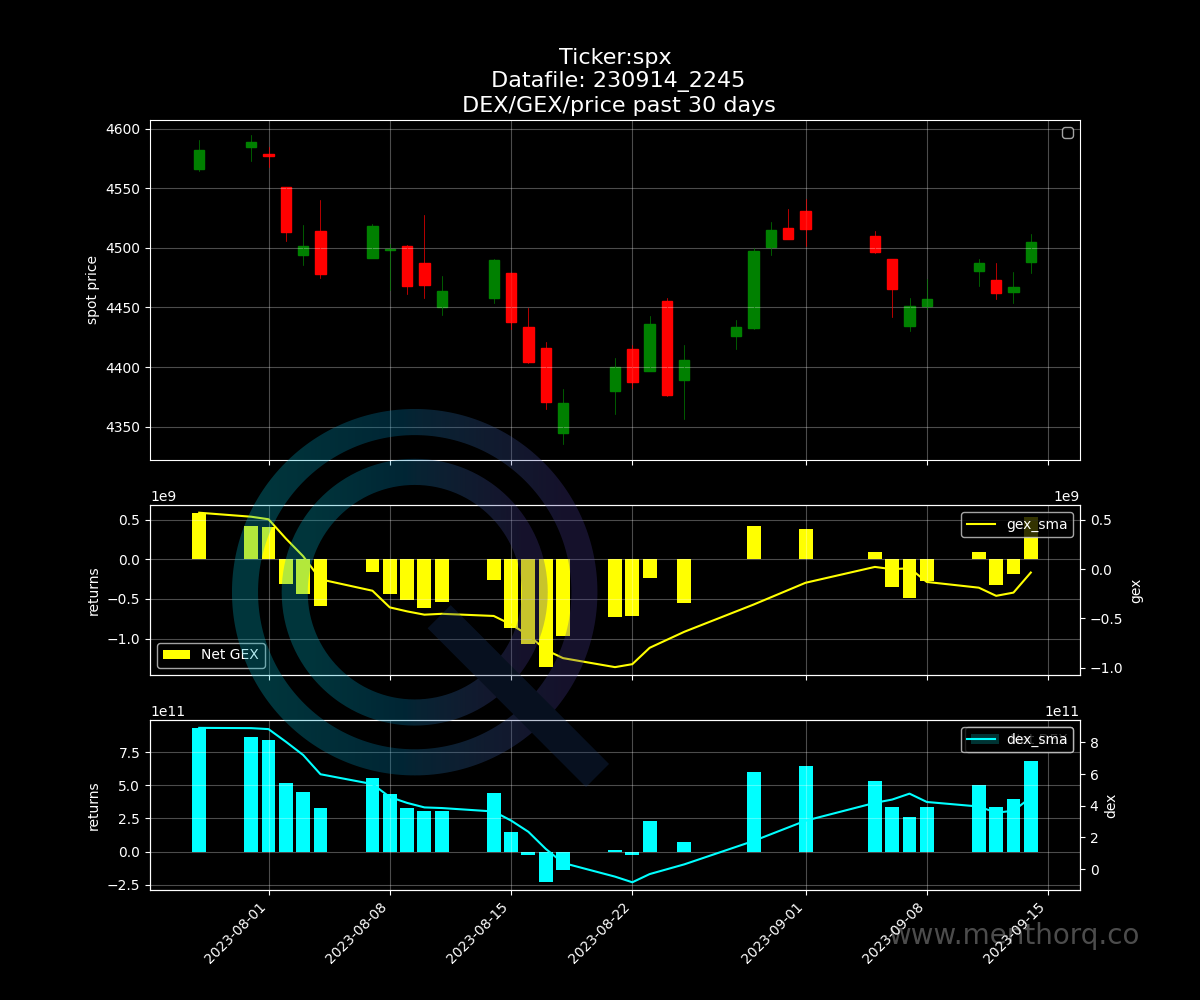 Ticker:spx
Datafile: 230914_2245
DEX/GEX/price past 30 days
4600
4550
4500
4450
4400
4350
spot price
1e9
1e9
0.5
0.0
−0.5
−1.0
returns
Net GEX
gex_sma
0.5
0.0
−0.5
−1.0
gex
1e11
1e11
7.5
5.0
2.5
0.0
−2.5
returns
dex_sma
8
6
4
2
0
dex
2023-08-01
2023-08-08
2023-08-15
2023-08-22
2023-09-01
2023-09-08
2023-09-15
www.menthorq.co